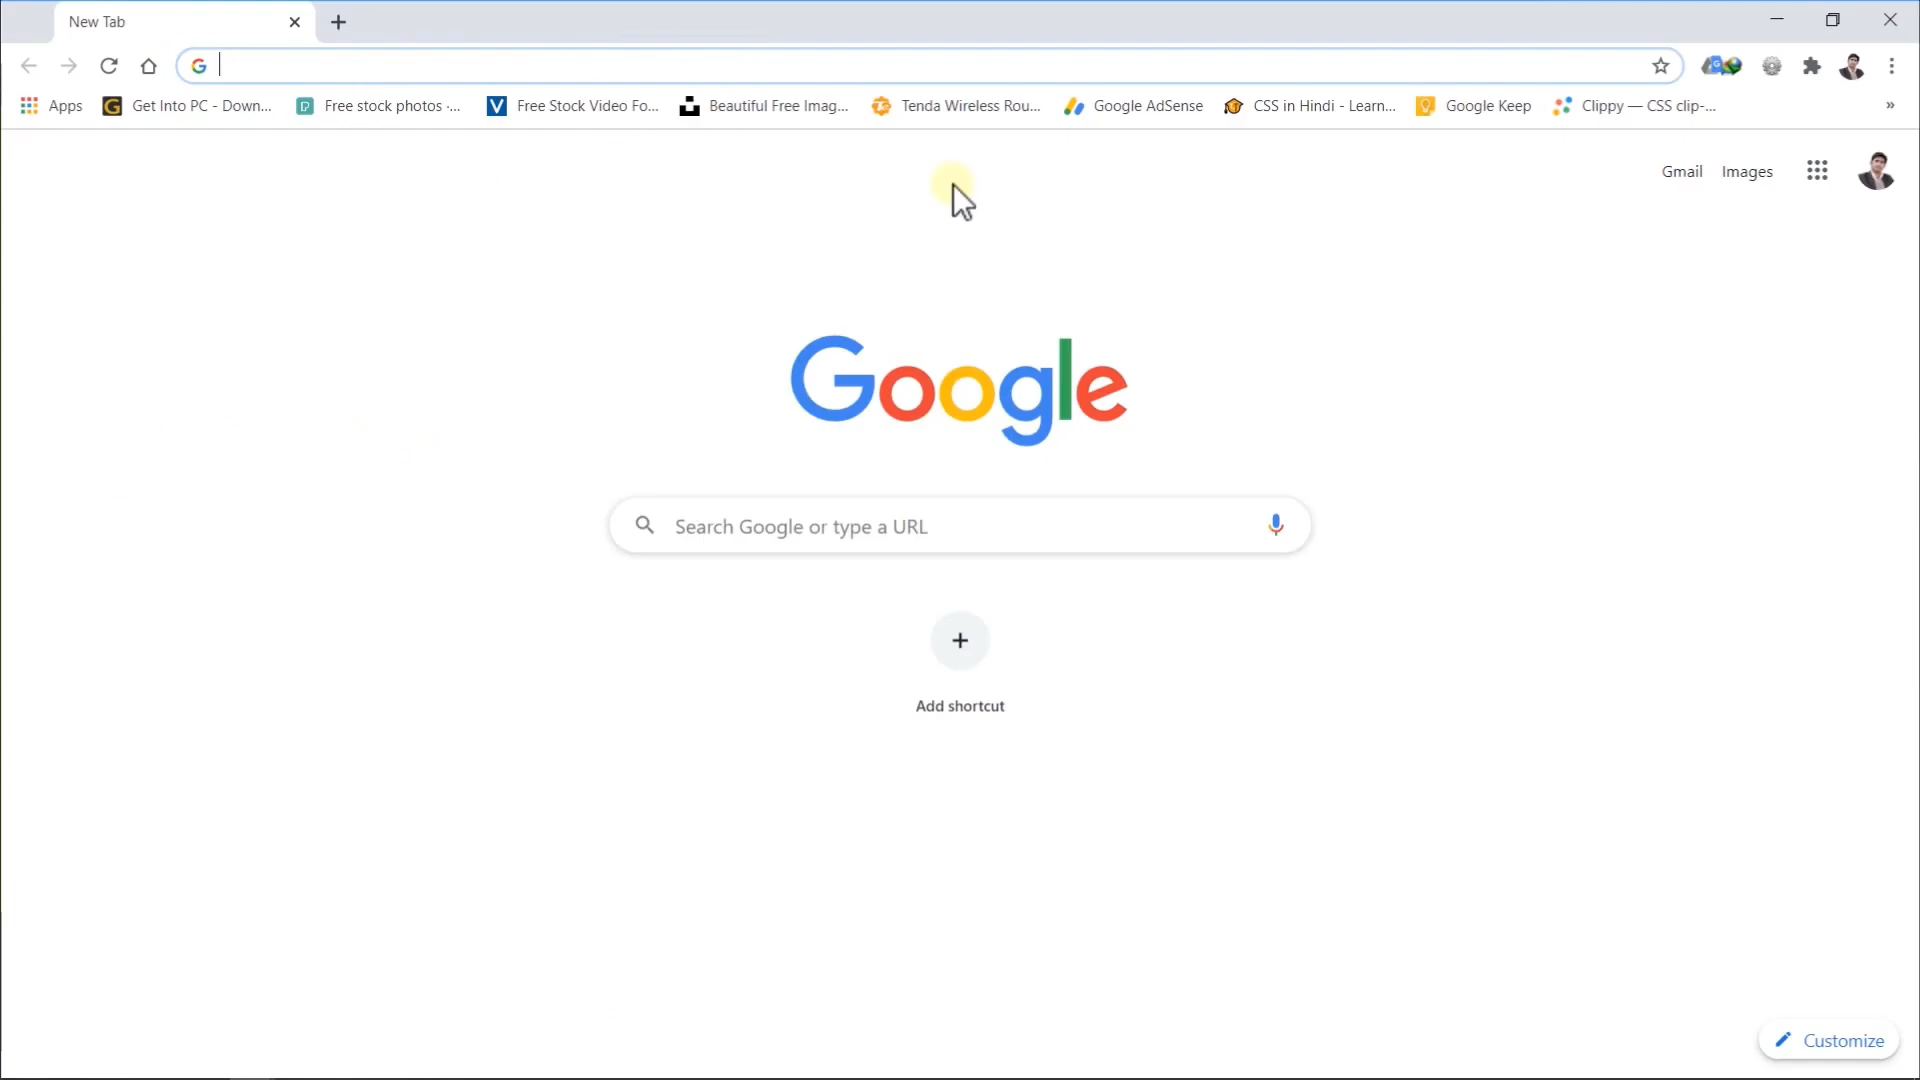 New Tab
Apps Get Into PC - Down... Free stock photos ·... Free Stock Video Fo... Beautiful Free Imag... Tenda Wireless Rou... Google AdSense CSS in Hindi - Learn... Google Keep Clippy — CSS clip-... »
Gmail Images
Google
Search Google or type a URL
Add shortcut
Customize